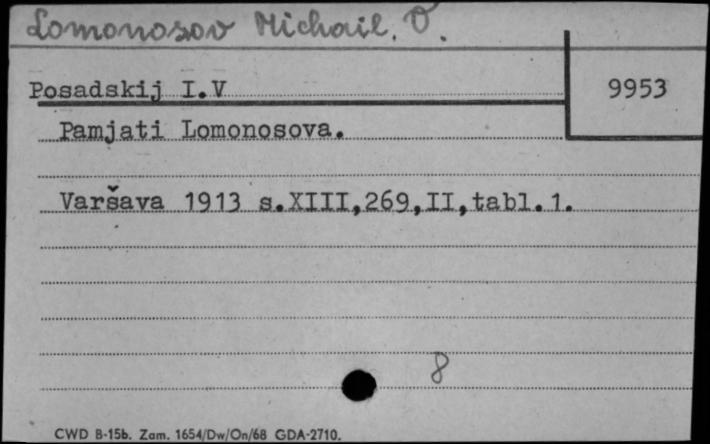 Lomonosov Michail. O.
Posadskij I.V
9953
Pamjati Lomonosova.
Varšava 1913 s.XIII,269,II,tabl.1.
8
CWD B-15b. Zam. 1654/Dw/On/68 GDA-2710.